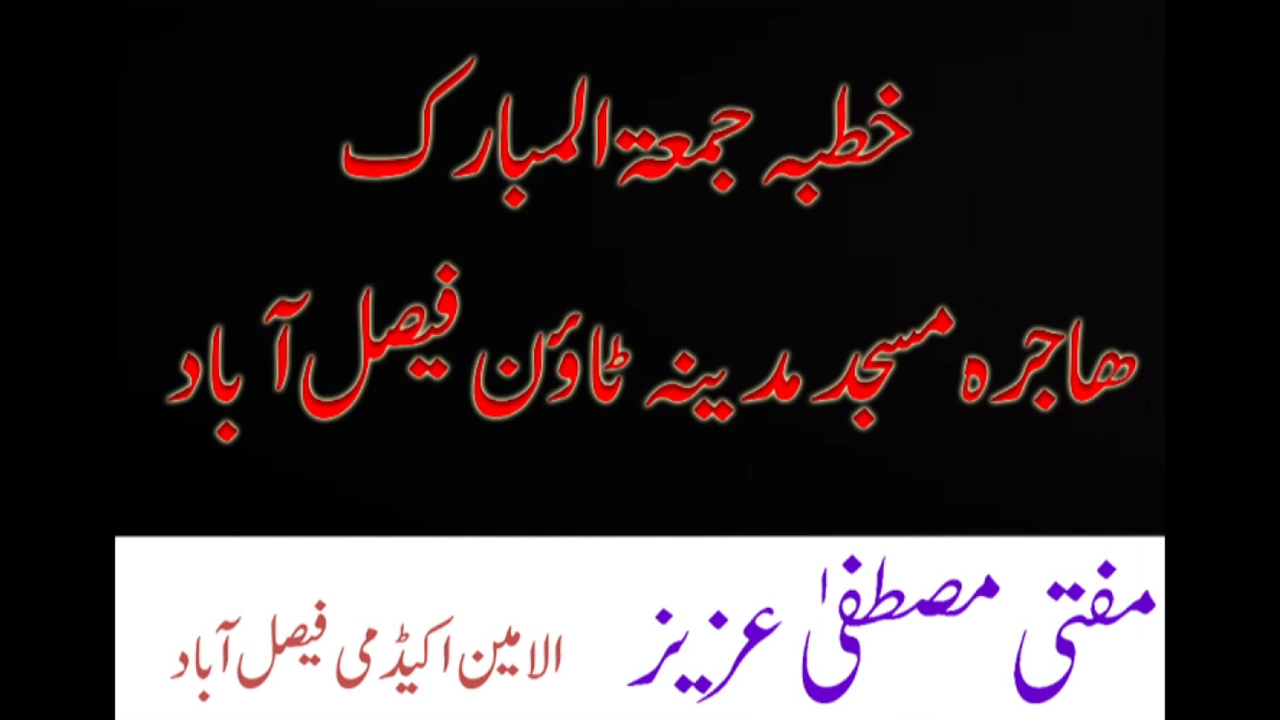 خطبہ جمعۃ المبارک
ھاجرہ مسجد مدینہ ٹاؤن فیصل آباد
مفتی مصطفیٰ عزیز
الامین اکیڈمی فیصل آباد